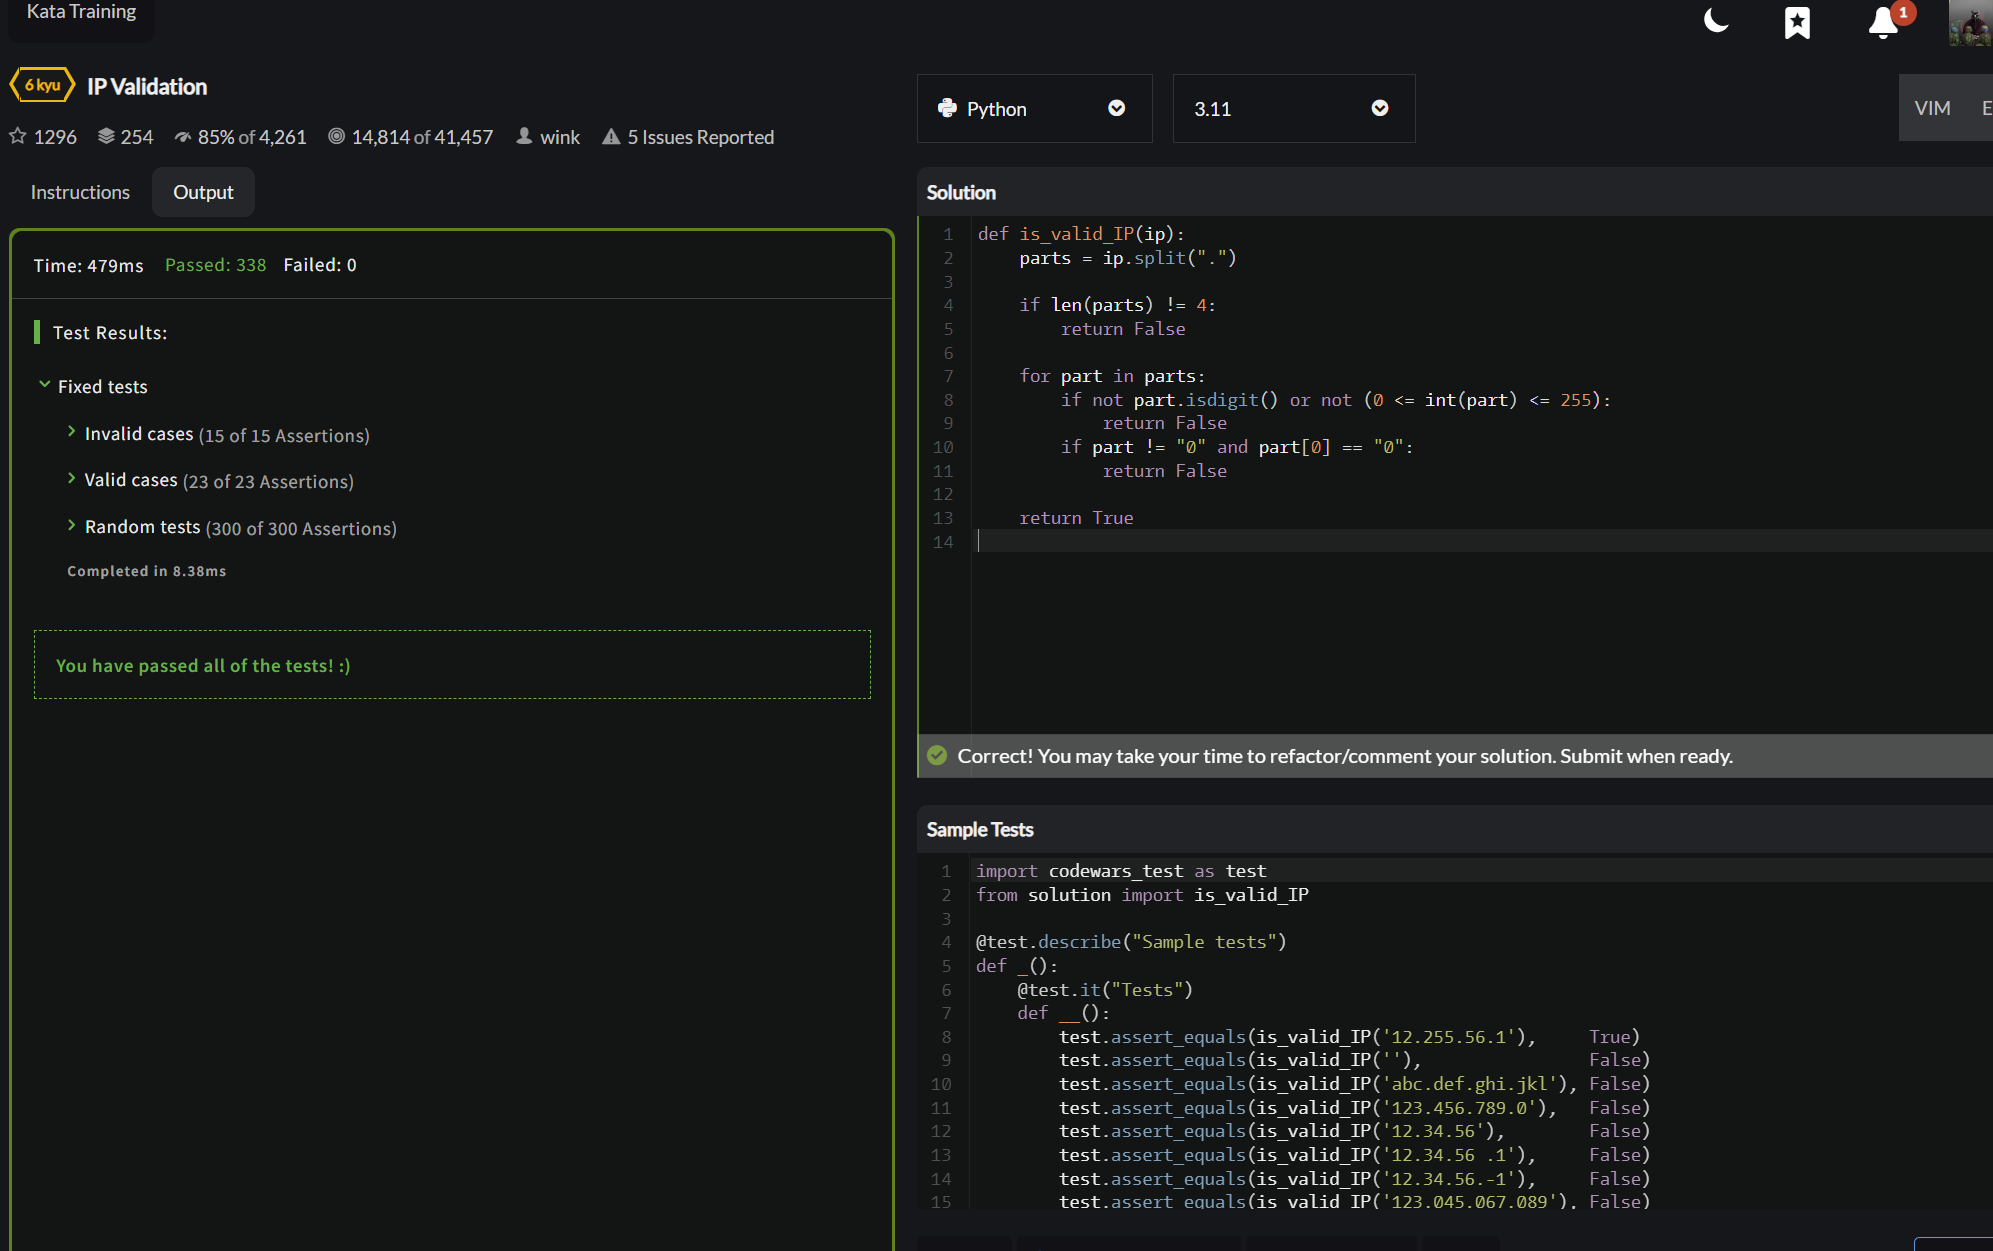 Kata Training
1
6 kyu IP Validation
1296 254 85% of 4,261 14,814 of 41,457 wink 5 Issues Reported
Instructions Output
Time: 479ms Passed: 338 Failed: 0
Test Results:
Fixed tests
Invalid cases (15 of 15 Assertions)
Valid cases (23 of 23 Assertions)
Random tests (300 of 300 Assertions)
Completed in 8.38ms
You have passed all of the tests! :)
Python 3.11 VIM E
Solution
1 def is_valid_IP(ip):
2     parts = ip.split(".")
3
4     if len(parts) != 4:
5         return False
6
7     for part in parts:
8         if not part.isdigit() or not (0 <= int(part) <= 255):
9             return False
10         if part != "0" and part[0] == "0":
11             return False
12
13     return True
14
Correct! You may take your time to refactor/comment your solution. Submit when ready.
Sample Tests
1 import codewars_test as test
2 from solution import is_valid_IP
3
4 @test.describe("Sample tests")
5 def _():
6     @test.it("Tests")
7     def __():
8         test.assert_equals(is_valid_IP('12.255.56.1'),     True)
9         test.assert_equals(is_valid_IP(''),                False)
10         test.assert_equals(is_valid_IP('abc.def.ghi.jkl'), False)
11         test.assert_equals(is_valid_IP('123.456.789.0'),   False)
12         test.assert_equals(is_valid_IP('12.34.56'),        False)
13         test.assert_equals(is_valid_IP('12.34.56 .1'),     False)
14         test.assert_equals(is_valid_IP('12.34.56.-1'),     False)
15         test.assert_equals(is_valid_IP('123.045.067.089'), False)